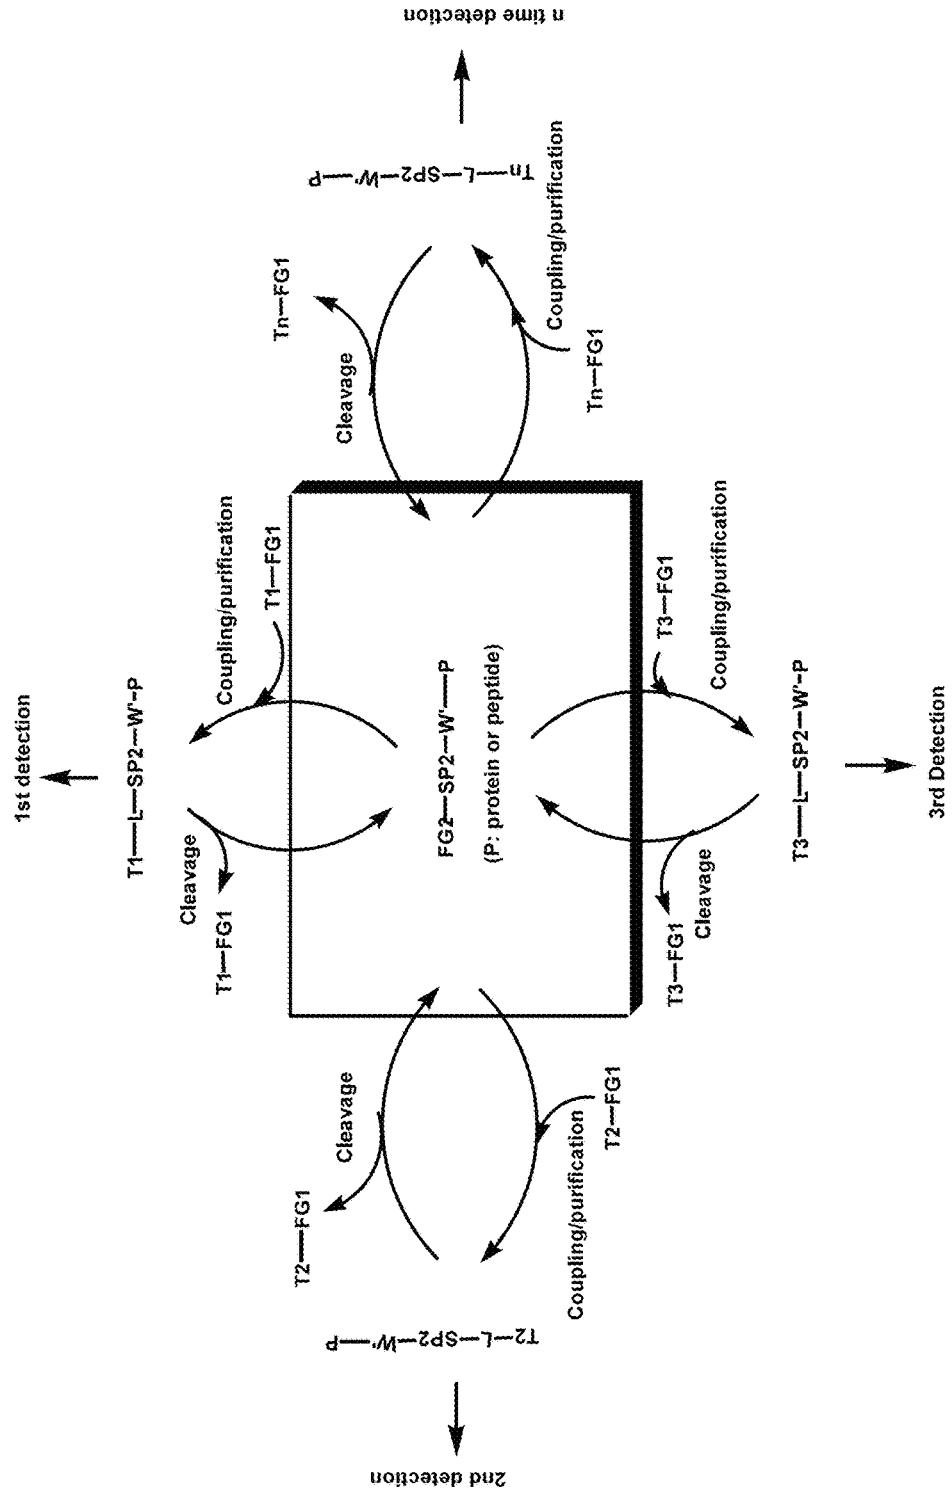 1st detection
T1—L—SP2—W'-P
Cleavage
T1—FG1
Coupling/purification
T1—FG1
FG2—SP2—W'—P
(P: protein or peptide)
2nd detection
T2—L—SP2—W'—P
T2—FG1
Cleavage
Coupling/purification
T2—FG1
Tn—FG1
Cleavage
n time detection
Tn—L—SP2—W'—P
Coupling/purification
Tn—FG1
T3—FG1
Cleavage
T3—FG1
Coupling/purification
T3—L—SP2—W'-P
3rd Detection